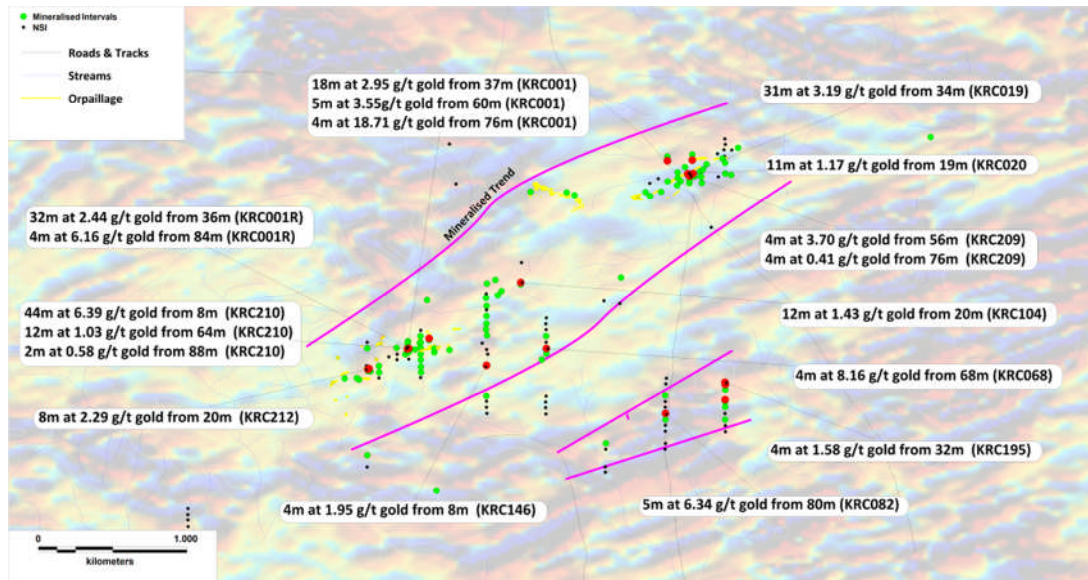 Mineralised Intervals
NSI
Roads & Tracks
Streams
Orpaillage
18m at 2.95 g/t gold from 37m (KRC001)
5m at 3.55g/t gold from 60m (KRC001)
4m at 18.71 g/t gold from 76m (KRC001)
31m at 3.19 g/t gold from 34m (KRC019)
11m at 1.17 g/t gold from 19m (KRC020)
Mineralised Trend
32m at 2.44 g/t gold from 36m (KRC001R)
4m at 6.16 g/t gold from 84m (KRC001R)
4m at 3.70 g/t gold from 56m (KRC209)
4m at 0.41 g/t gold from 76m (KRC209)
44m at 6.39 g/t gold from 8m (KRC210)
12m at 1.03 g/t gold from 64m (KRC210)
2m at 0.58 g/t gold from 88m (KRC210)
12m at 1.43 g/t gold from 20m (KRC104)
4m at 8.16 g/t gold from 68m (KRC068)
8m at 2.29 g/t gold from 20m (KRC212)
4m at 1.58 g/t gold from 32m (KRC195)
4m at 1.95 g/t gold from 8m (KRC146)
5m at 6.34 g/t gold from 80m (KRC082)
0 1.000
kilometers